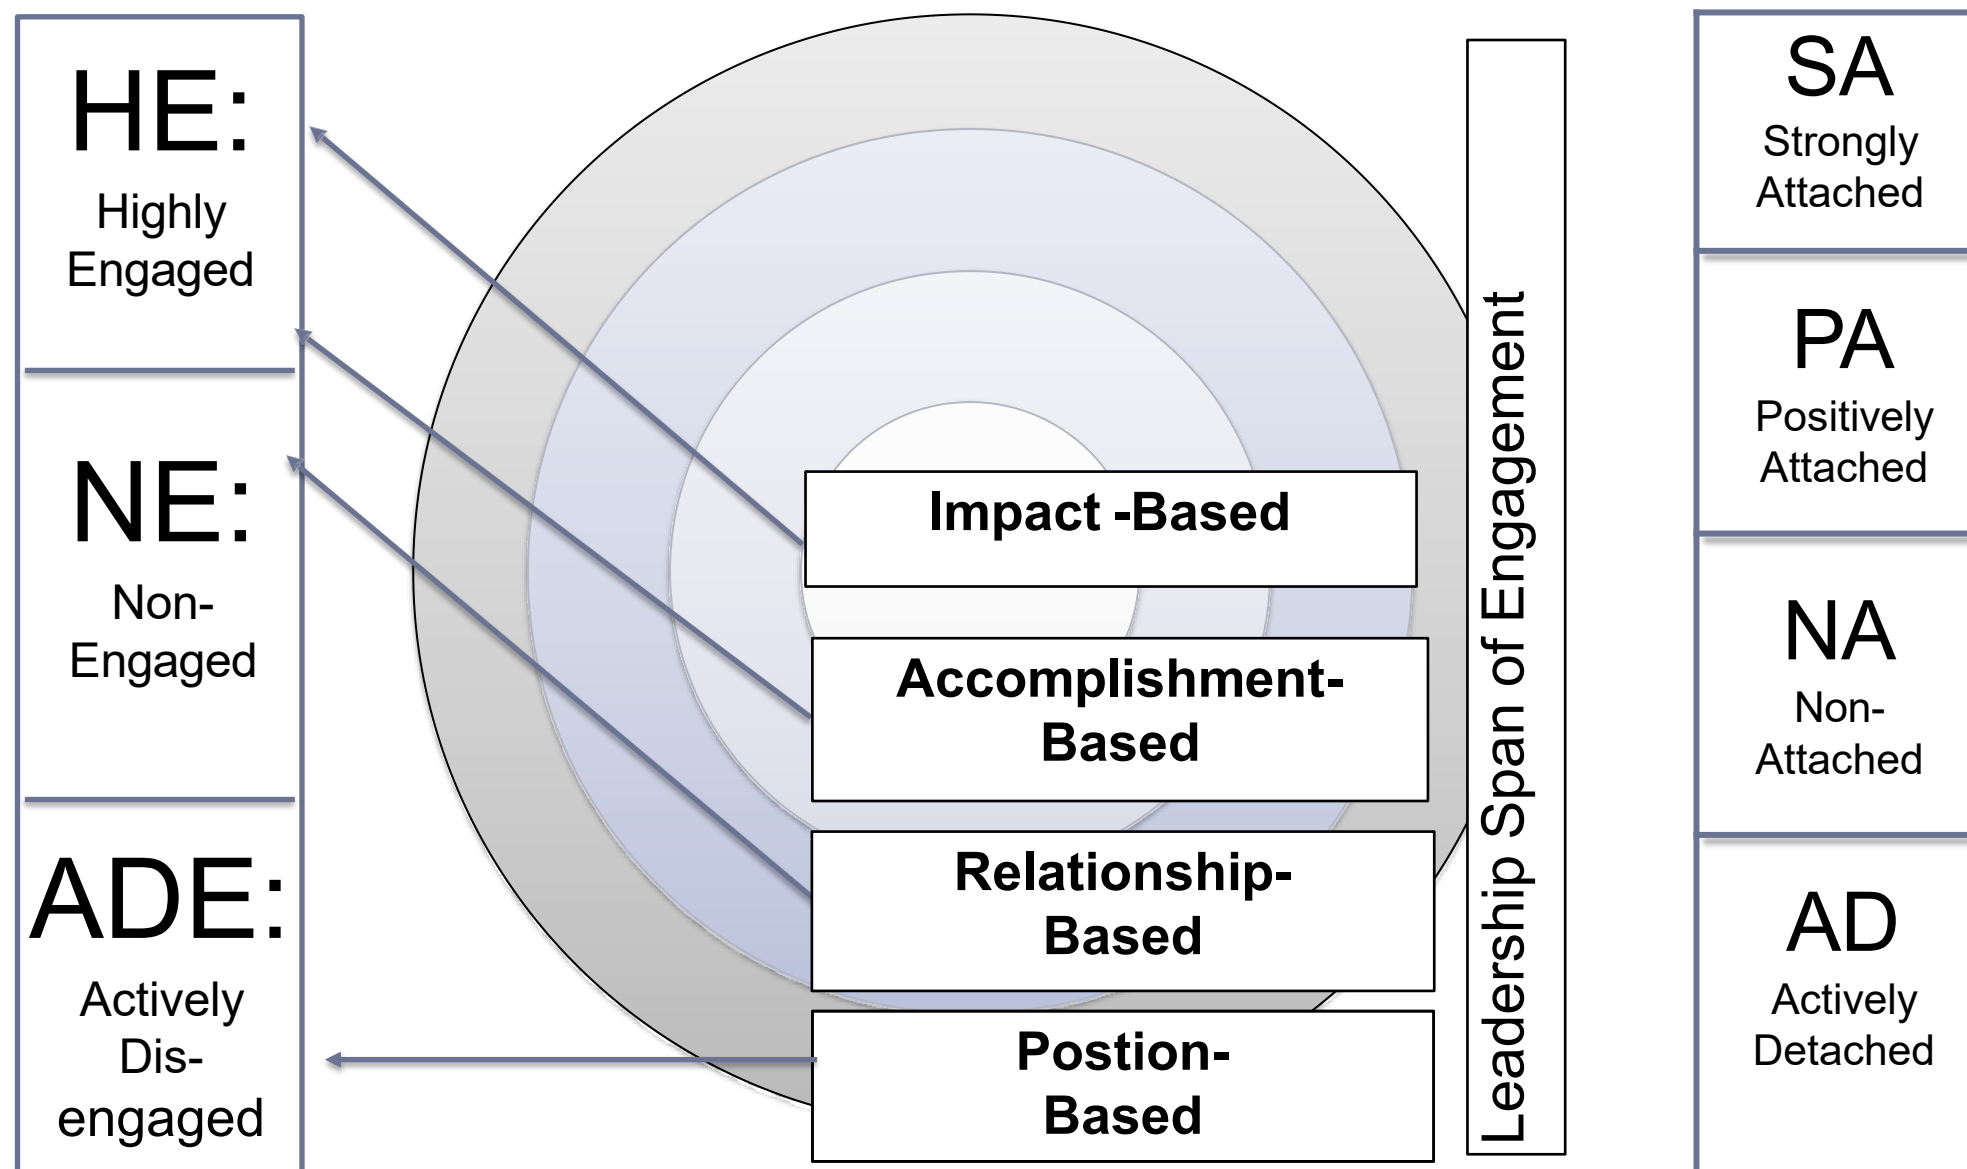 HE:
Highly
Engaged
NE:
Non-
Engaged
ADE:
Actively
Dis-
engaged
Impact -Based
Accomplishment-
Based
Relationship-
Based
Postion-
Based
Leadership Span of Engagement
SA
Strongly
Attached
PA
Positively
Attached
NA
Non-
Attached
AD
Actively
Detached